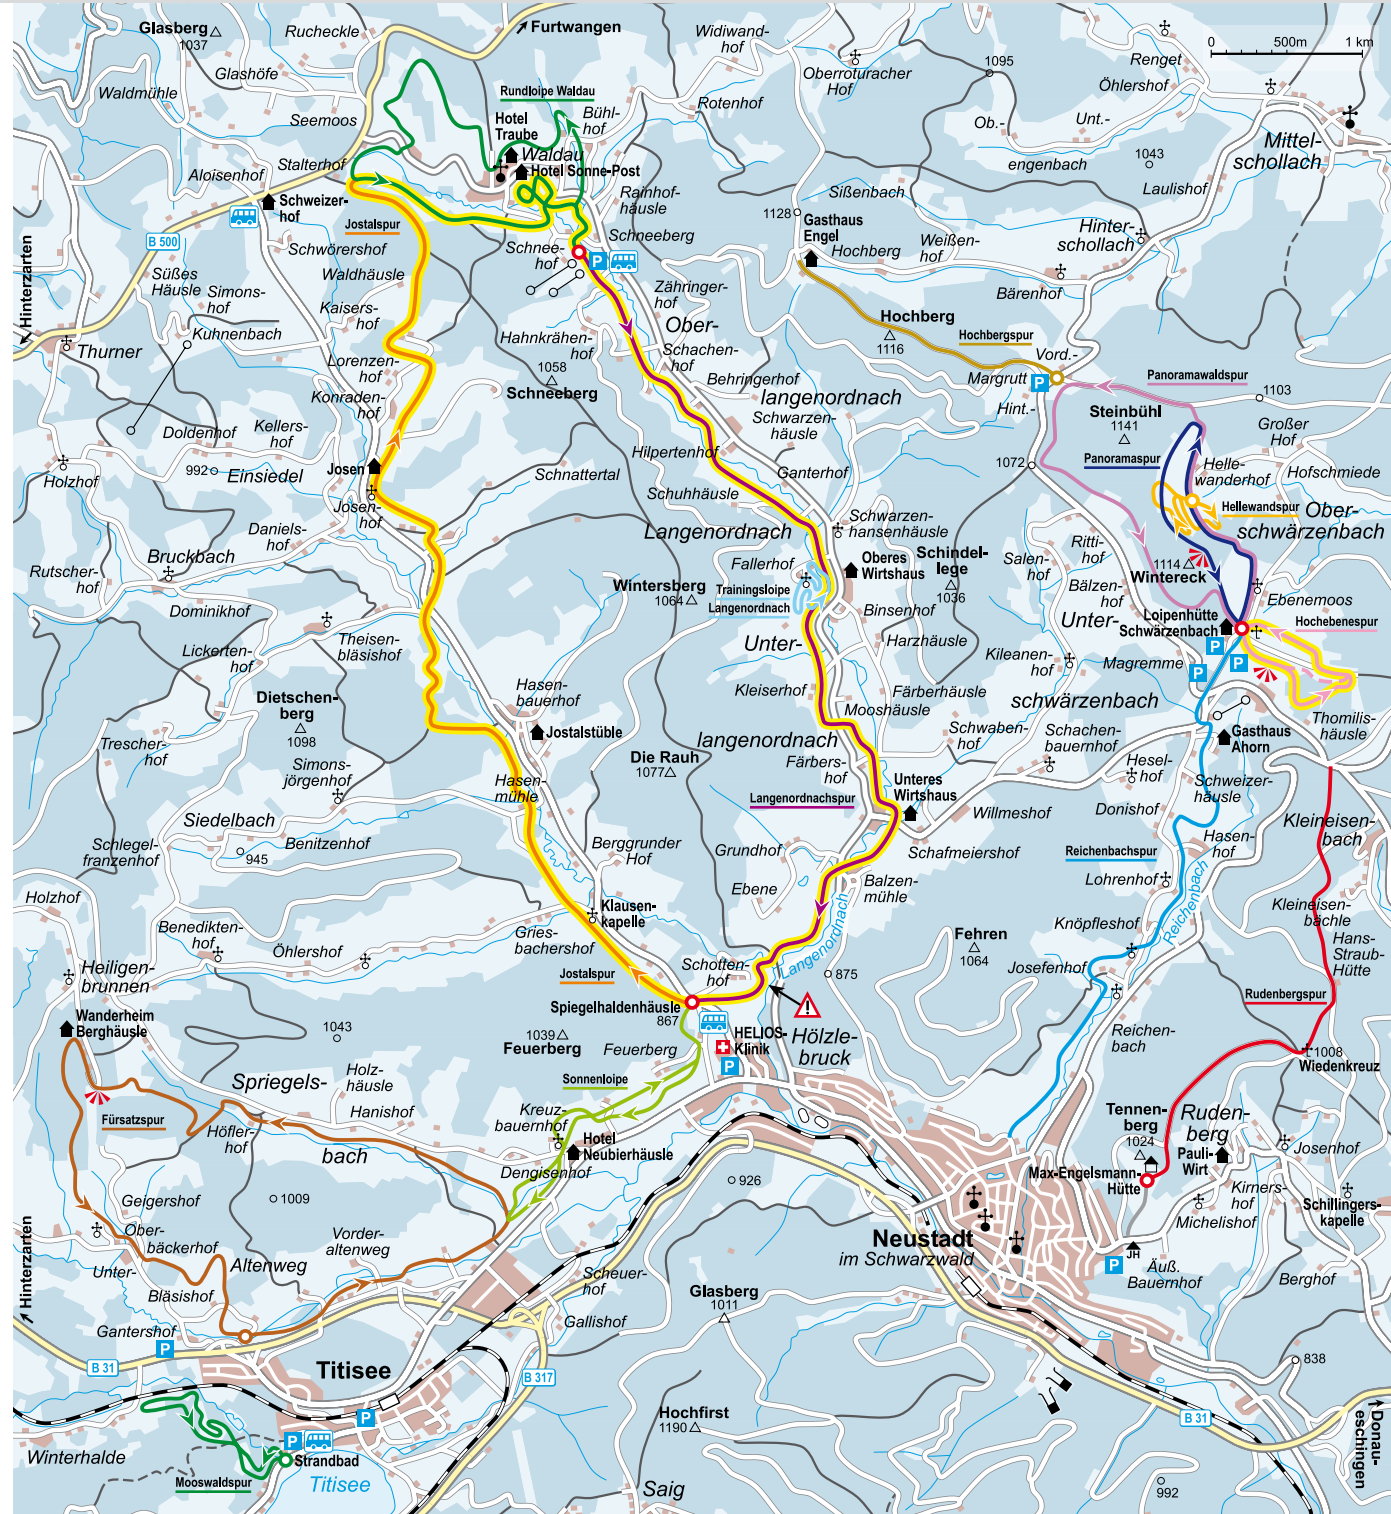 Glasberg
1037
Rucheckle
Furtwangen
Widiwand-
hof
0
500m
1 km
Waldmühle
Glashöfe
Seemoos
Rundloipe Waldau
Hotel
Traube
Bühl-
hof
Rotenhof
Oberroturacher
Hof
1095
Renget
Öhlershof
Ob.-
Unt.-
engenbach
1043
Mittel-
schollach
Laulishof
Stalterhof
Aloisenhof
Waldau
Hotel Sonne-Post
Rainhof-
häusle
Schneeberg
Sißenbach
1128
Gasthaus
Engel
Hochberg
Weißen-
hof
Hinter-
schollach
Bärenhof
Schweizer-
hof
Jostalspur
B 500
Schwörershof
Waldhäusle
Schnee-
hof
Hinterzarten
Süßes
Häusle
Simons-
hof
Kuhnenbach
Kaisers-
hof
Thurner
Lorenzen-
hof
Konraden-
hof
Hahnkrähen-
hof
Zähringer-
hof
Ober-
Schachen-
hof
Behringerhof
langenordnach
Schwarzen-
häusle
1058
Schneeberg
Hochberg
1116
Hochbergspur
Vord.-
Margrutt
Hint.-
Panoramawaldspur
1103
Steinbühl
1141
Großer
Hof
Panoramaspur
Helle-
wanderhof
Hofschmiede
1072
Doldenhof
Kellers-
hof
992
Einsiedel
Josen
Josen-
hof
Holzhof
Daniels-
hof
Bruckbach
Rutscher-
hof
Dominikhof
Lickerten-
hof
Theisen-
bläsishof
Schnattertal
Hilpertenhof
Schuhhäusle
Ganterhof
Langenordnach
Schwarzen-
hansenhäusle
Fallerhof
Oberes
Wirtshaus
Wintersberg
1064
Trainingsloipe
Langenordnach
Schindel-
lege
1036
Binsenhof
Harzhäusle
Unter-
Kleiserhof
Färberhäusle
Mooshäusle
langenordnach
Färbers-
hof
Hellewandspur
Ober-
schwärzenbach
Salen-
hof
Ritti-
hof
1114
Wintereck
Bälzen-
hof
Ebenemoos
Unter-
Loipenhütte
Schwärzenbach
Hochebenespur
Kileanen-
hof
Magremme
schwärzenbach
Thomilis-
häusle
Gasthaus
Ahorn
Schwaben-
hof
Schachen-
bauernhof
Hesel-
hof
Schweizer-
häusle
Donishof
Hasen-
hof
Kleineisen-
bach
Dietschen-
berg
1098
Trescher-
hof
Simons-
jörgenhof
Hasen-
bauerhof
Jostalstüble
Die Rauh
1077
Hasen-
mühle
Langenordnachspur
Unteres
Wirtshaus
Willmeshof
Schafmeiershof
Siedelbach
Schlegel-
franzenhof
945
Benitzenhof
Berggrunder
Hof
Grundhof
Ebene
Balzen-
mühle
Reichenbachspur
Lohrenhof
Knöpfleshof
Reichenbach
Kleineisen-
bächle
Hans-
Straub-
Hütte
Holzhof
Benedikten-
hof
Öhlershof
Klausen-
kapelle
Gries-
bachershof
Jostalspur
Schotten-
hof
Langenordnach
Fehren
1064
875
Josefenhof
Rudenbergspur
Heiligen-
brunnen
Wanderheim
Berghäusle
1043
Spiegelhaldenhäusle
867
1039
Feuerberg
Feuerberg
HELIOS-
Klinik
Hölzle-
bruck
Reichen-
bach
1008
Wiedenkreuz
Spriegels-
bach
Holz-
häusle
Hanishof
Sonnenloipe
Kreuz-
bauernhof
Fürsatzspur
Höfler-
hof
Hotel
Neubierhäusle
Dengisenhof
Tennen-
berg
1024
Ruden-
berg
Pauli-
Wirt
Josenhof
Max-Engelsmann-
Hütte
Kirners-
hof
Michelishof
Schillingers-
kapelle
1009
Geigershof
Ober-
bäckerhof
Unter-
Bläsishof
Vorder-
altenweg
Altenweg
926
Neustadt
im Schwarzwald
JH
Äuß.
Bauernhof
Berghof
Hinterzarten
Gantershof
Scheuer-
hof
Gallishof
Glasberg
1011
B 31
Titisee
B 317
838
Hochfirst
1190
B 31
Donau-
eschingen
Winterhalde
Strandbad
Mooswaldspur
Titisee
Saig
992